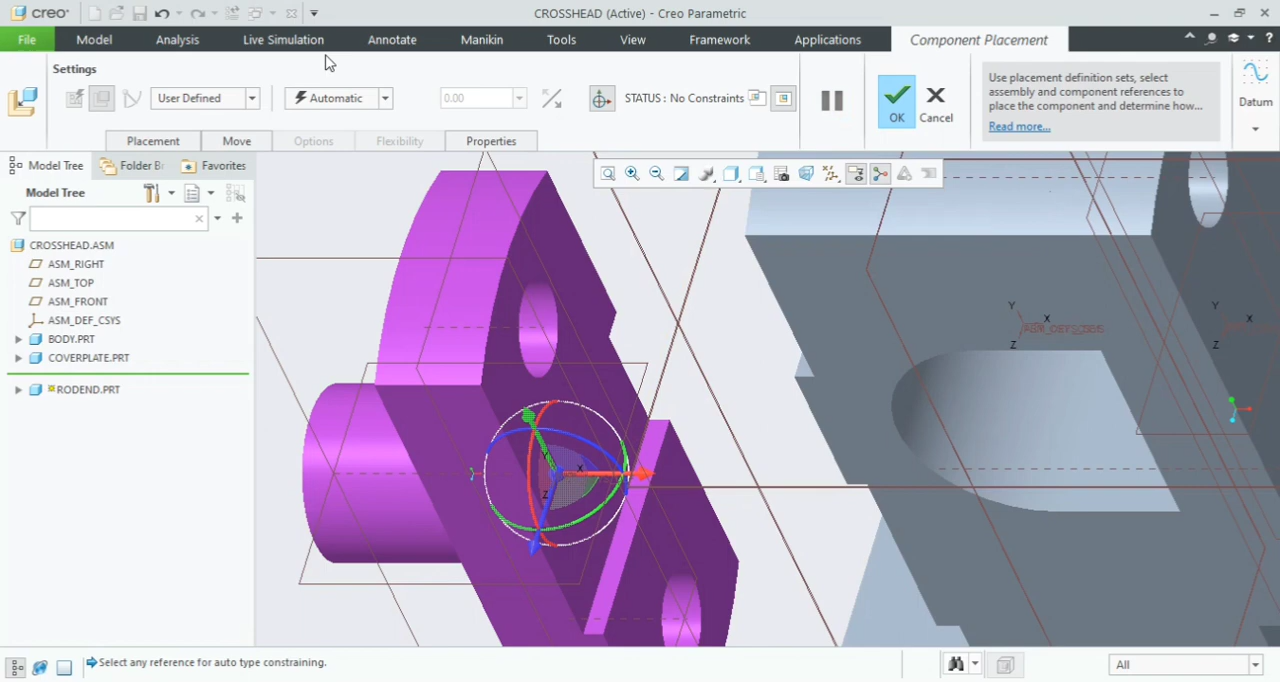 creo®
CROSSHEAD (Active) - Creo Parametric
File Model Analysis Live Simulation Annotate Manikin Tools View Framework Applications Component Placement
Settings
User Defined
Automatic
0.00
STATUS : No Constraints
OK
Cancel
Use placement definition sets, select
assembly and component references to
place the component and determine how...
Read more...
Datum
Placement Move Options Flexibility Properties
Model Tree Folder Br Favorites
Model Tree
CROSSHEAD.ASM
ASM_RIGHT
ASM_TOP
ASM_FRONT
ASM_DEF_CSYS
BODY.PRT
COVERPLATE.PRT
RODEND.PRT
Y
X
Z
Y
X
ASM_DEF_CSYS
Z
Y
X
Z
Select any reference for auto type constraining.
All